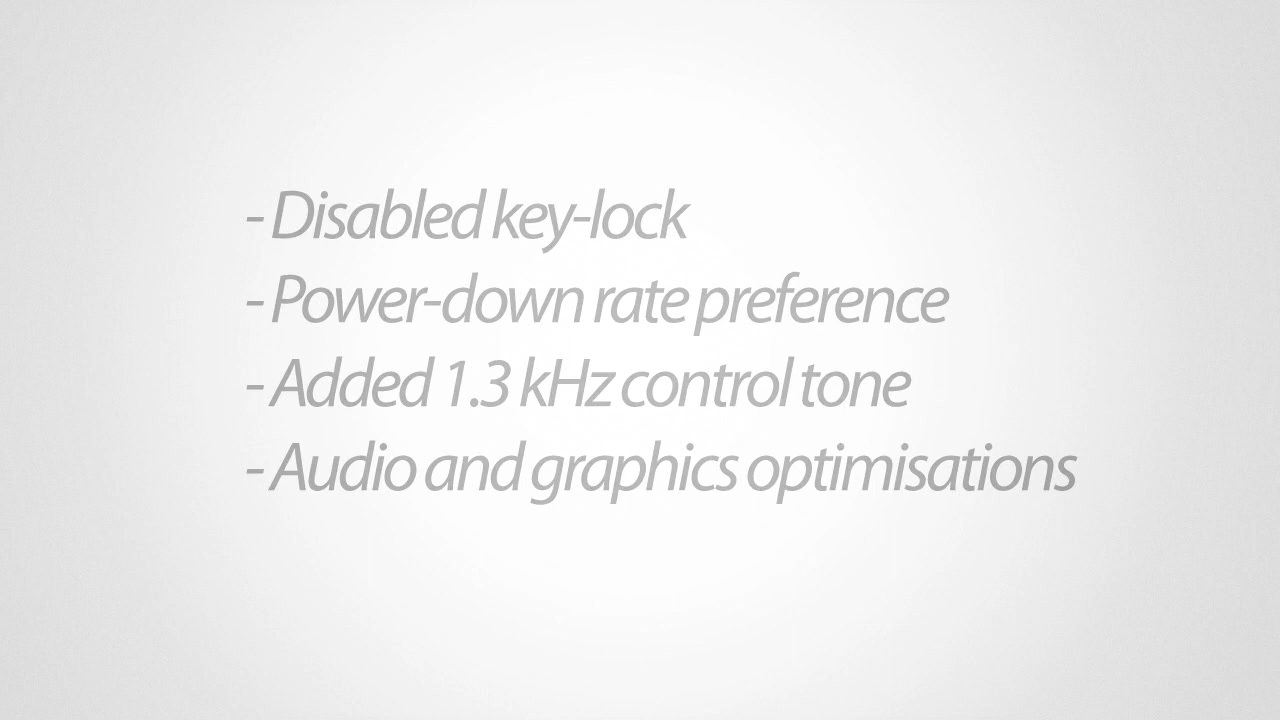 - Disabled key-lock
- Power-down rate preference
- Added 1.3 kHz control tone
- Audio and graphics optimisations